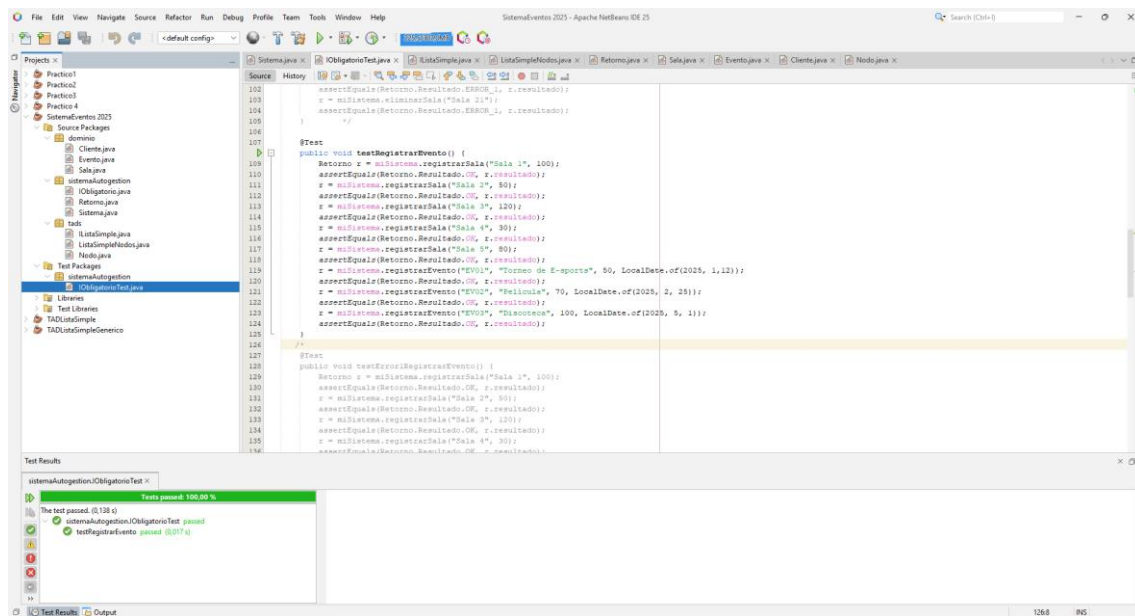 File Edit View Navigate Source Refactor Run Debug Profile Team Tools Window Help
SistemaEventos 2025 - Apache NetBeans IDE 25
Search (Ctrl+I)
<default config>
Projects
Navigator
Practico1
Practico2
Practico3
Practico 4
SistemaEventos 2025
Source Packages
dominio
Cliente.java
Evento.java
Sala.java
sistemaAutogestion
IObligatorio.java
Retorno.java
Sistema.java
tads
IListaSimple.java
ListaSimpleNodos.java
Nodo.java
Test Packages
sistemaAutogestion
IObligatorioTest.java
Libraries
Test Libraries
TADListaSimple
TADListaSimpleGenerico
Sistema.java IObligatorioTest.java IListaSimple.java ListaSimpleNodos.java Retorno.java Sala.java Evento.java Cliente.java Nodo.java
Source History
102 assertEquals(Retorno.Resultado.ERROR_1, r.resultado);
103 r = miSistema.eliminarSala("Sala 21");
104 assertEquals(Retorno.Resultado.ERROR_1, r.resultado);
105 } */
106
107 @Test
public void testRegistrarEvento() {
109 Retorno r = miSistema.registrarSala("Sala 1", 100);
110 assertEquals(Retorno.Resultado.OK, r.resultado);
111 r = miSistema.registrarSala("Sala 2", 50);
112 assertEquals(Retorno.Resultado.OK, r.resultado);
113 r = miSistema.registrarSala("Sala 3", 120);
114 assertEquals(Retorno.Resultado.OK, r.resultado);
115 r = miSistema.registrarSala("Sala 4", 30);
116 assertEquals(Retorno.Resultado.OK, r.resultado);
117 r = miSistema.registrarSala("Sala 5", 80);
118 assertEquals(Retorno.Resultado.OK, r.resultado);
119 r = miSistema.registrarEvento("EV01", "Torneo de E-sports", 50, LocalDate.of(2025, 1,12));
120 assertEquals(Retorno.Resultado.OK, r.resultado);
121 r = miSistema.registrarEvento("EV02", "Película", 70, LocalDate.of(2025, 2, 25));
122 assertEquals(Retorno.Resultado.OK, r.resultado);
123 r = miSistema.registrarEvento("EV03", "Discoteca", 100, LocalDate.of(2025, 5, 1));
124 assertEquals(Retorno.Resultado.OK, r.resultado);
125 }
126 /*
127 @Test
128 public void testError1RegistrarEvento() {
129 Retorno r = miSistema.registrarSala("Sala 1", 100);
130 assertEquals(Retorno.Resultado.OK, r.resultado);
131 r = miSistema.registrarSala("Sala 2", 50);
132 assertEquals(Retorno.Resultado.OK, r.resultado);
133 r = miSistema.registrarSala("Sala 3", 120);
134 assertEquals(Retorno.Resultado.OK, r.resultado);
135 r = miSistema.registrarSala("Sala 4", 30);
136 assertEquals(Retorno.Resultado.OK, r.resultado);
Test Results
sistemaAutogestion.IObligatorioTest
Tests passed: 100,00 %
The test passed. (0,138 s)
sistemaAutogestion.IObligatorioTest passed
testRegistrarEvento passed (0,017 s)
Test Results Output
126:8 INS